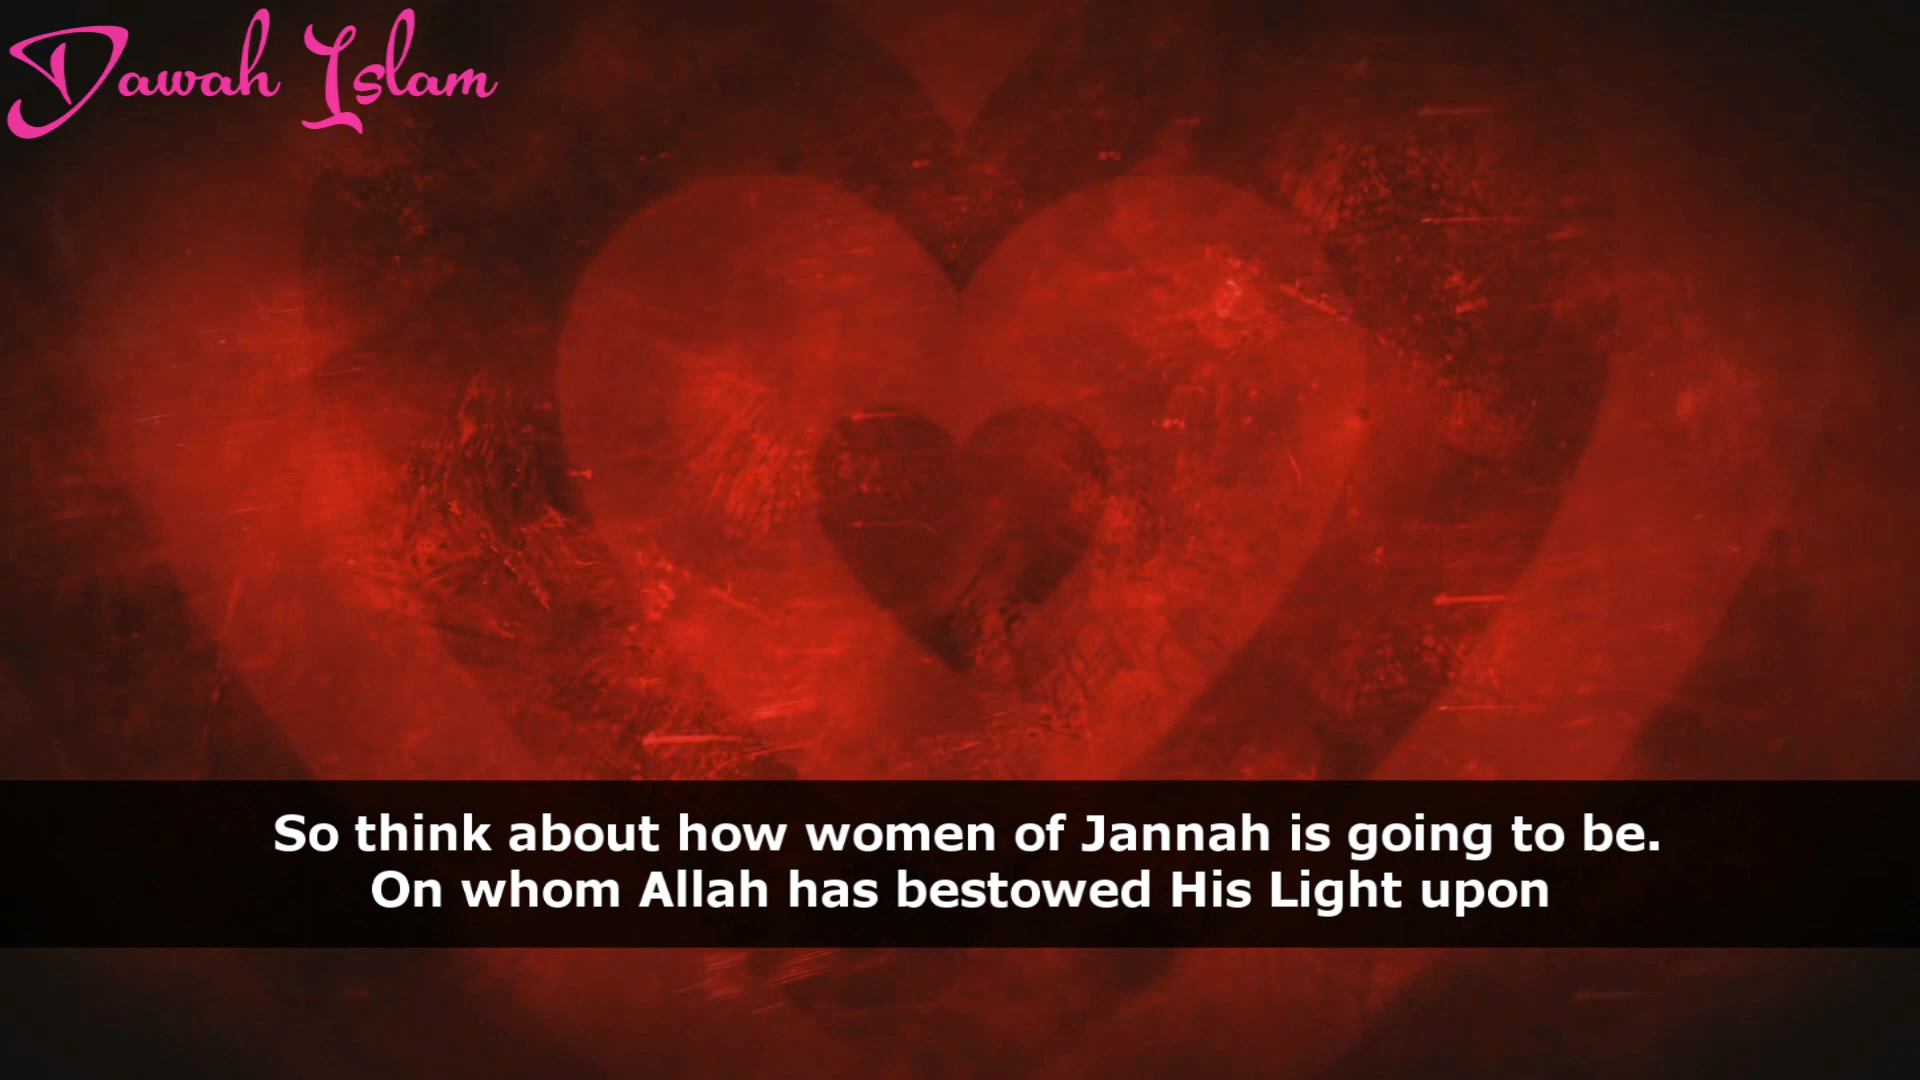 Dawah Islam
So think about how women of Jannah is going to be.
On whom Allah has bestowed His Light upon